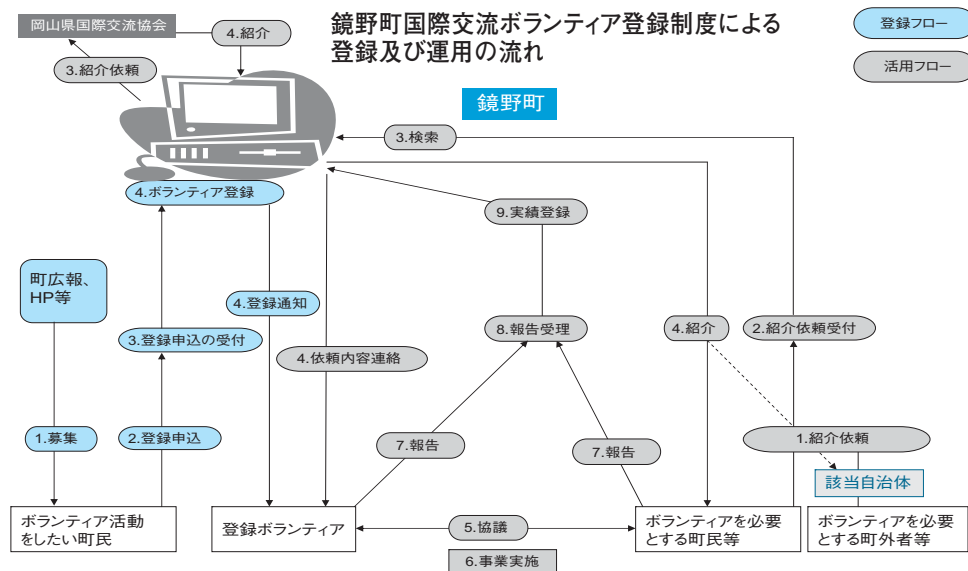 岡山県国際交流協会
4.紹介
3.紹介依頼
鏡野町国際交流ボランティア登録制度による
登録及び運用の流れ
登録フロー
活用フロー
鏡野町
3.検索
4.ボランティア登録
9.実績登録
町広報、
HP等
4.登録通知
3.登録申込の受付
8.報告受理
4.紹介
2.紹介依頼受付
4.依頼内容連絡
1.募集
2.登録申込
7.報告
7.報告
1.紹介依頼
該当自治体
ボランティア活動
をしたい町民
登録ボランティア
5.協議
6.事業実施
ボランティアを必要
とする町民等
ボランティアを必要
とする町外者等